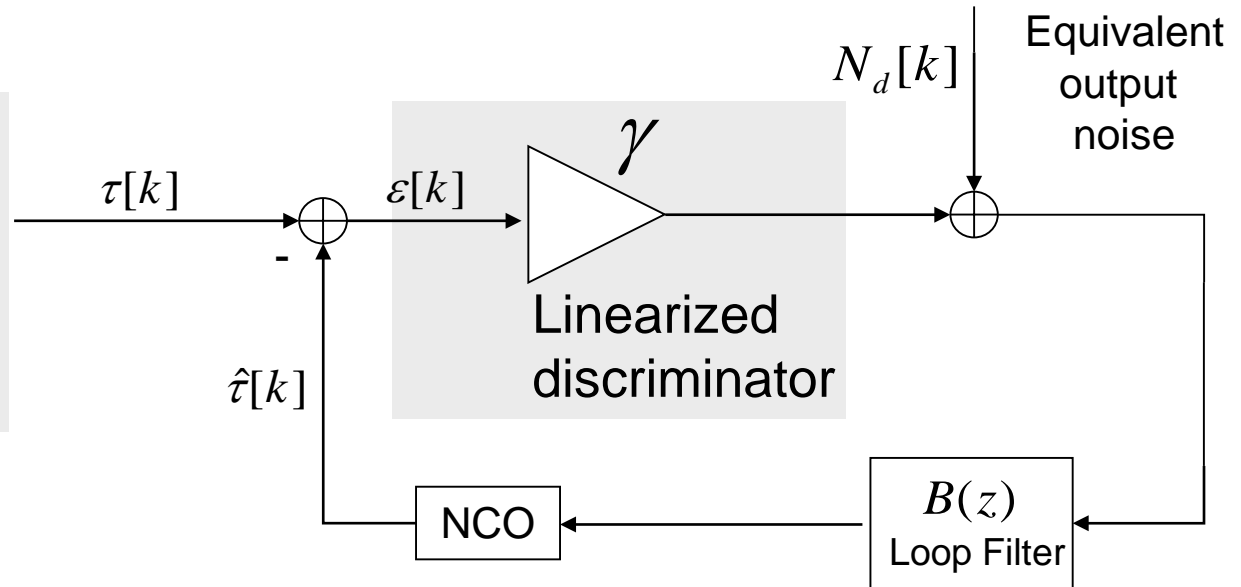 Equivalent
output
noise
N_d[k]
γ
τ[k]
ε[k]
-
Linearized
discriminator
τ̂[k]
NCO
B(z)
Loop Filter